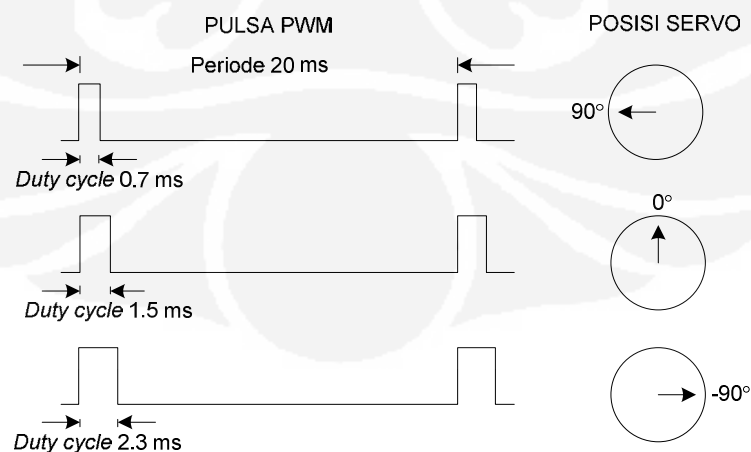 PULSA PWM
POSISI SERVO
Periode 20 ms
90°
Duty cycle 0.7 ms
0°
Duty cycle 1.5 ms
-90°
Duty cycle 2.3 ms